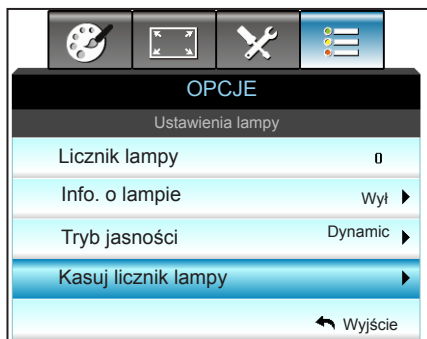 OPCJE
Ustawienia lampy
Licznik lampy 0
Info. o lampie Wył
Tryb jasności Dynamic
Kasuj licznik lampy
Wyjście